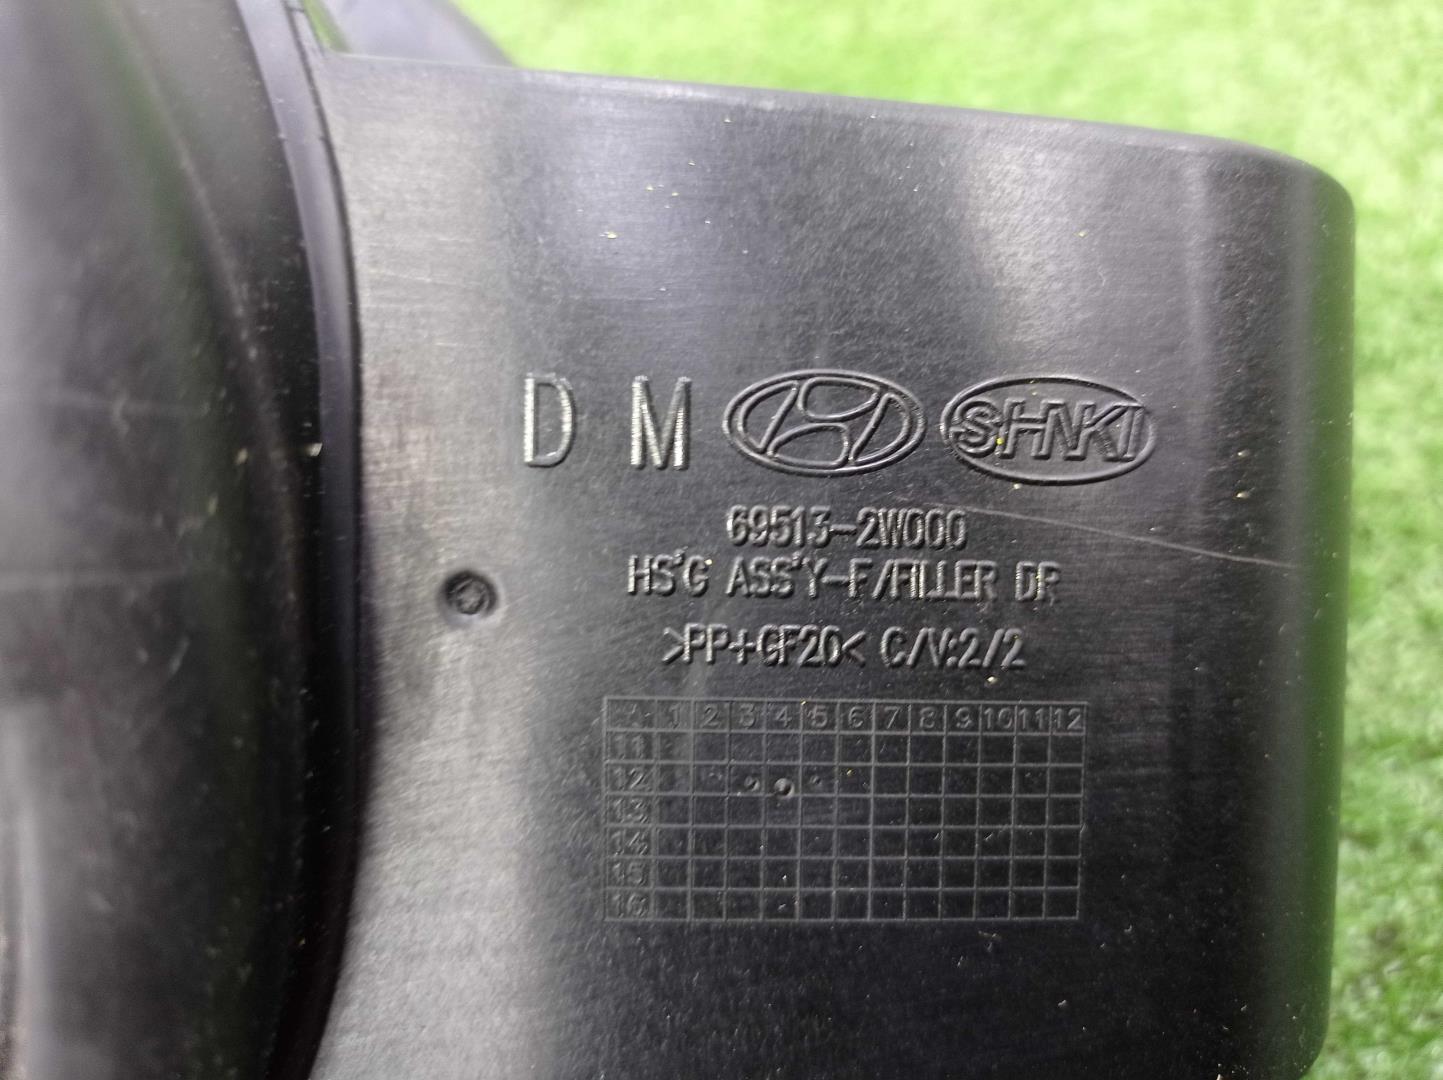 D M SHNKI
69513-2W000
HS'G ASS'Y-F/FILLER DR
>PP+GF20< C/V:2/2
1 2 3 4 5 6 7 8 9 10 11 12
11
12
13
14
15
16